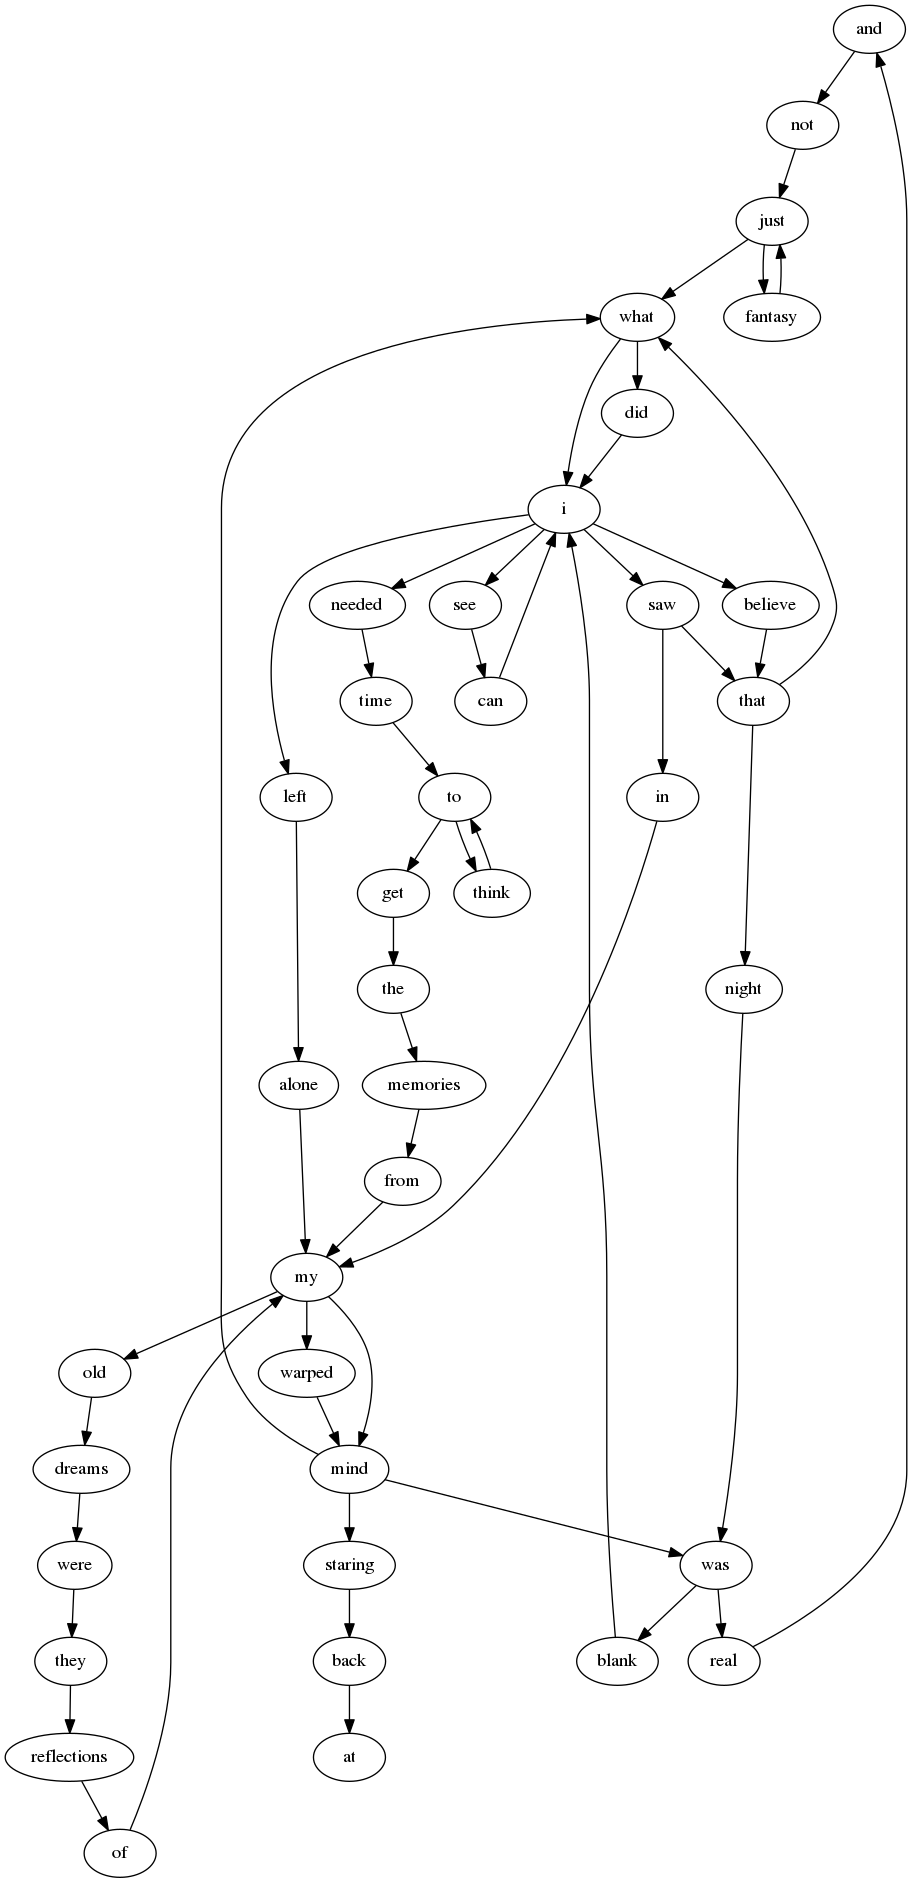 and
not
just
what
fantasy
did
i
needed
see
saw
believe
time
can
that
left
to
in
get
think
the
night
alone
memories
from
my
old
warped
dreams
mind
were
staring
was
they
back
blank
real
reflections
at
of